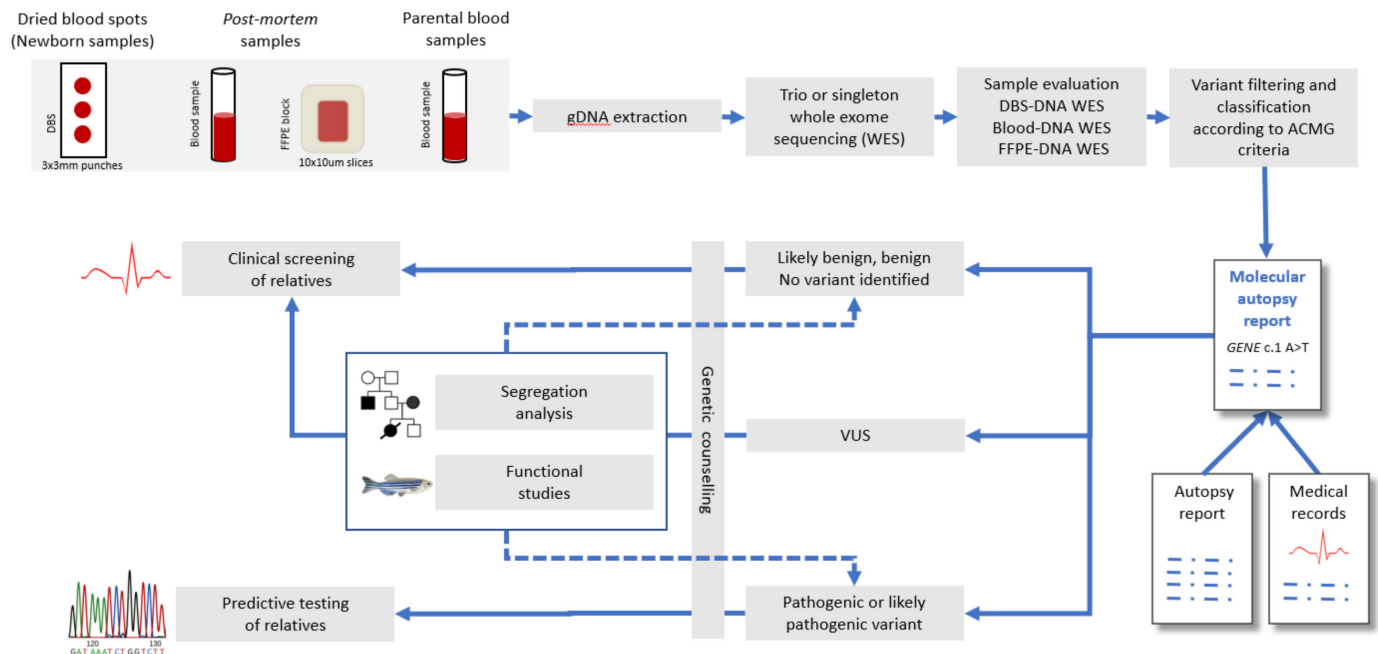 Dried blood spots
(Newborn samples)
Post-mortem
samples
Parental blood
samples
DBS
3x3mm punches
Blood sample
FFPE block
10x10um slices
Blood sample
gDNA extraction
Trio or singleton
whole exome
sequencing (WES)
Sample evaluation
DBS-DNA WES
Blood-DNA WES
FFPE-DNA WES
Variant filtering and
classification
according to ACMG
criteria
Clinical screening
of relatives
Likely benign, benign
No variant identified
Molecular
autopsy
report
GENE c.1 A>T
Segregation
analysis
Functional
studies
Genetic counselling
VUS
Autopsy
report
Medical
records
Predictive testing
of relatives
Pathogenic or likely
pathogenic variant
120 130
GAT AAAT CT GGTCTT